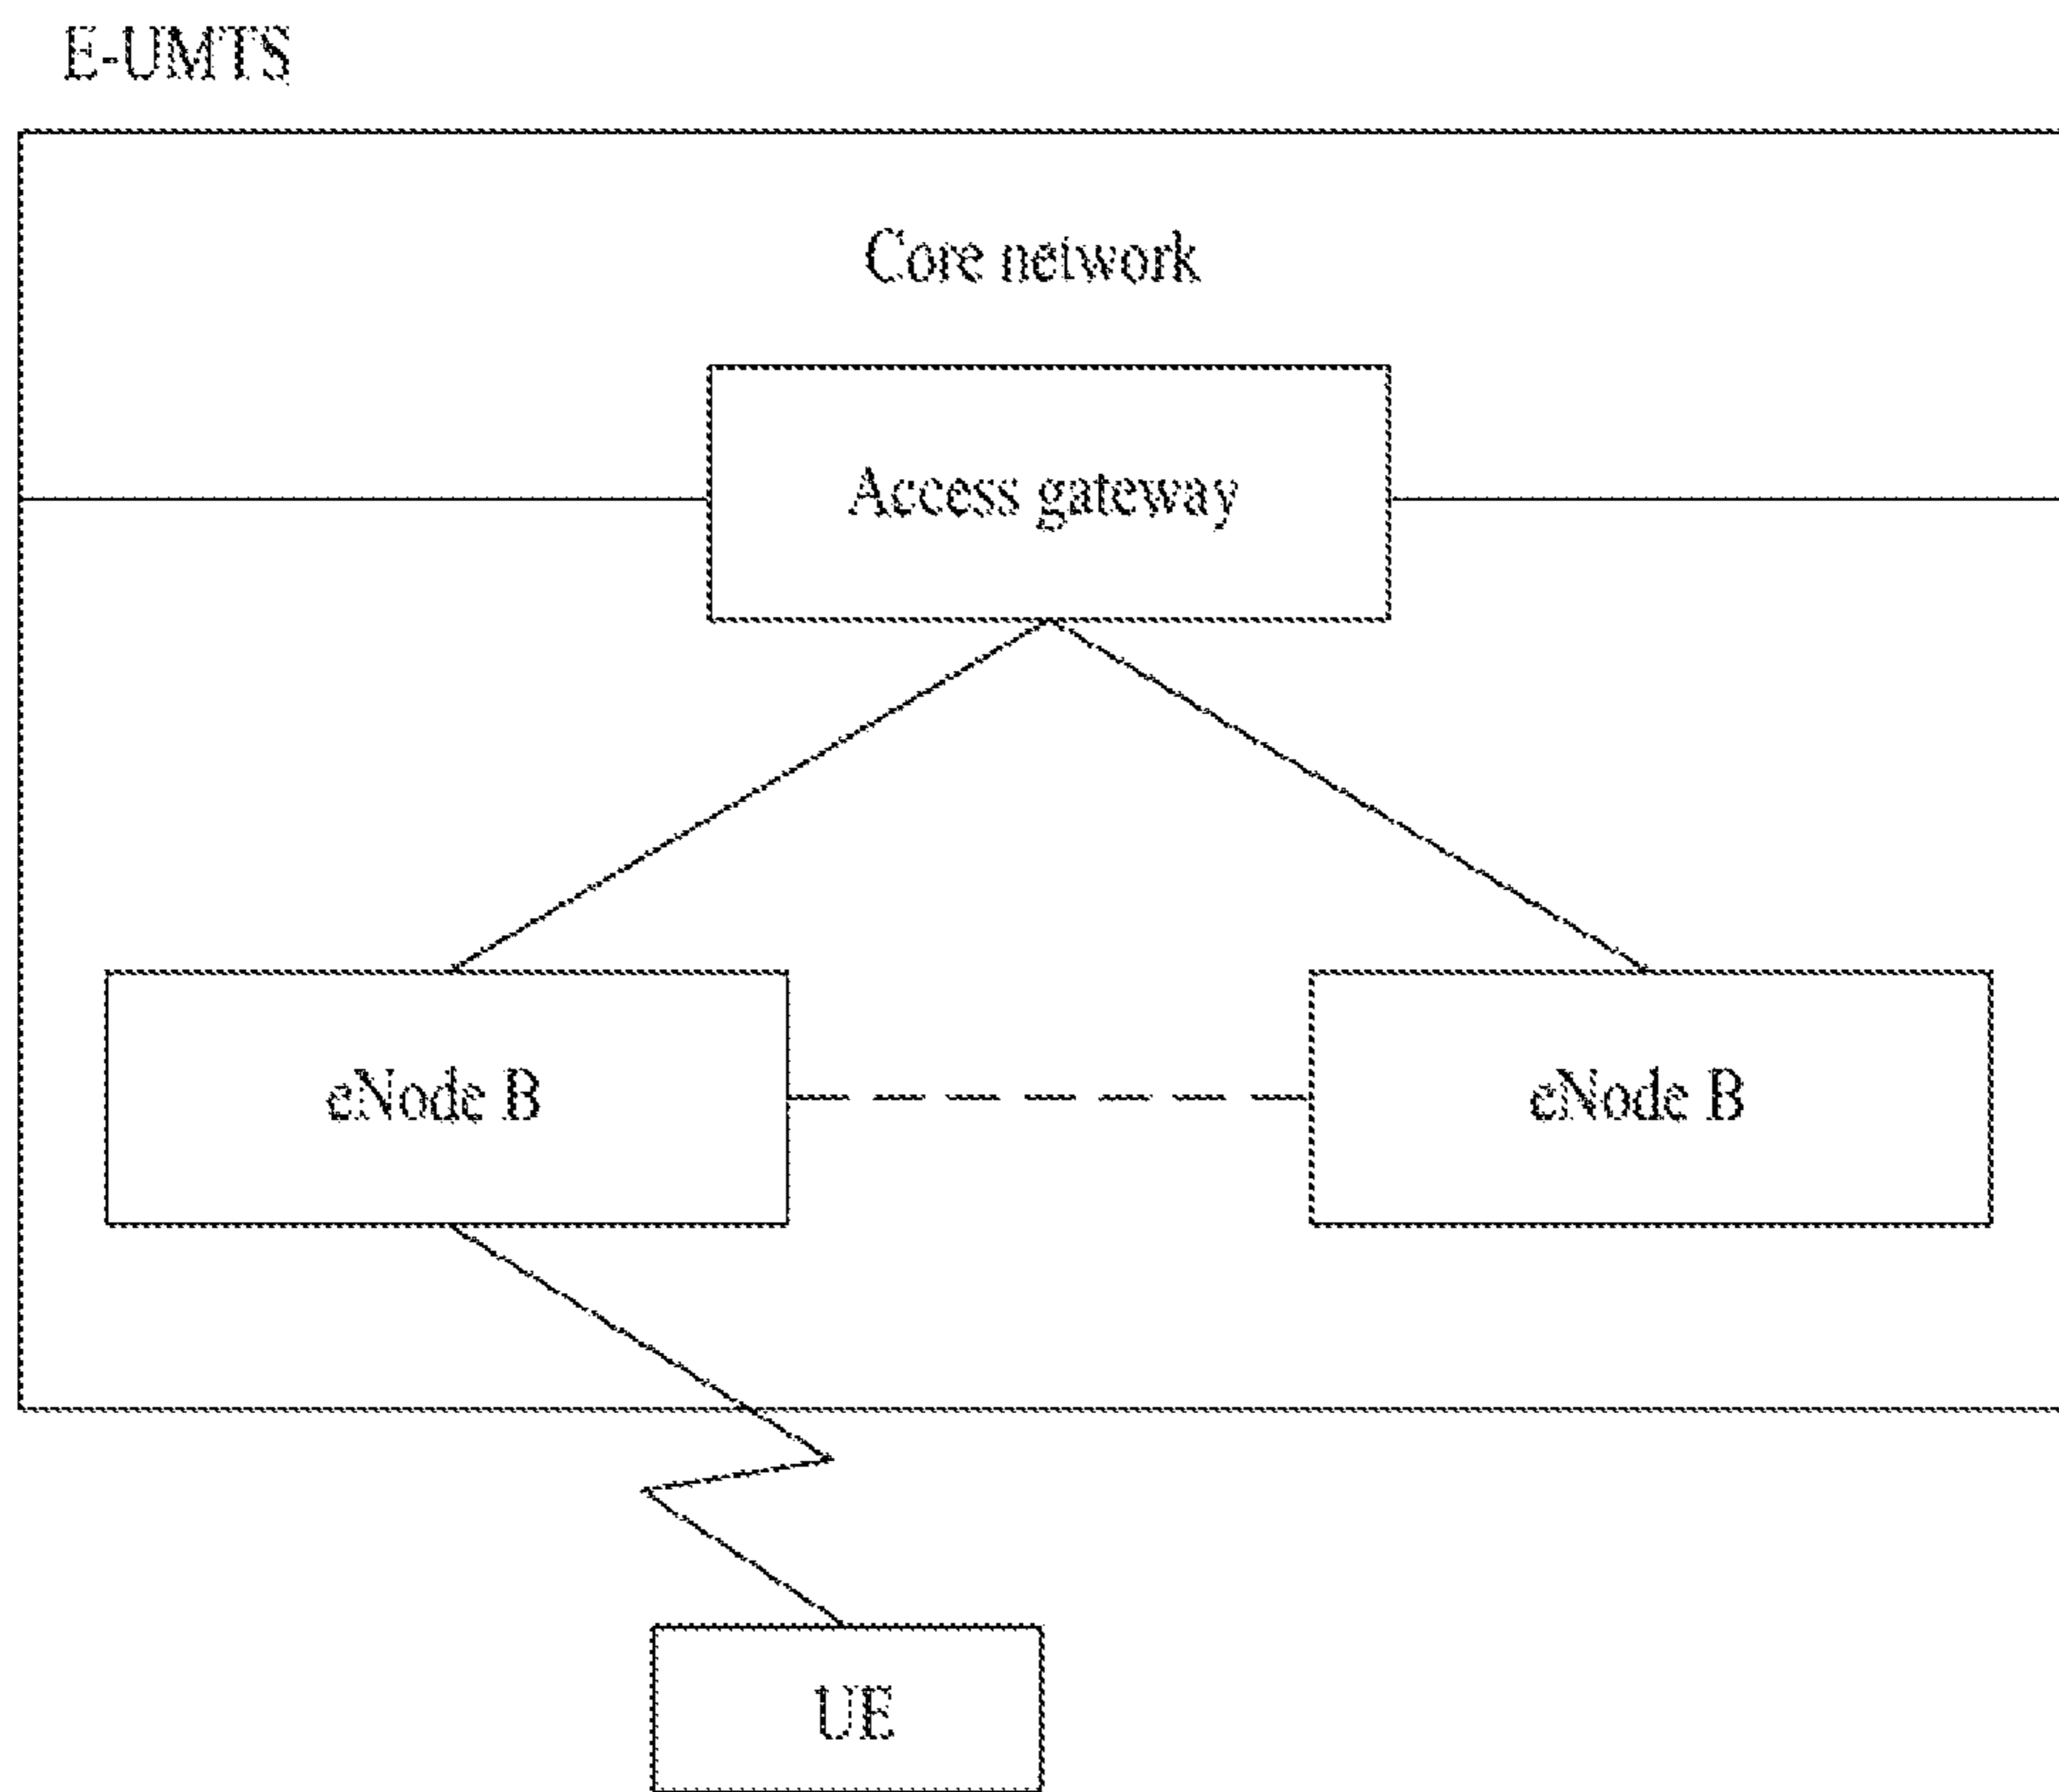 E-UMTS
Core network
Access gateway
eNode B
eNode B
UE